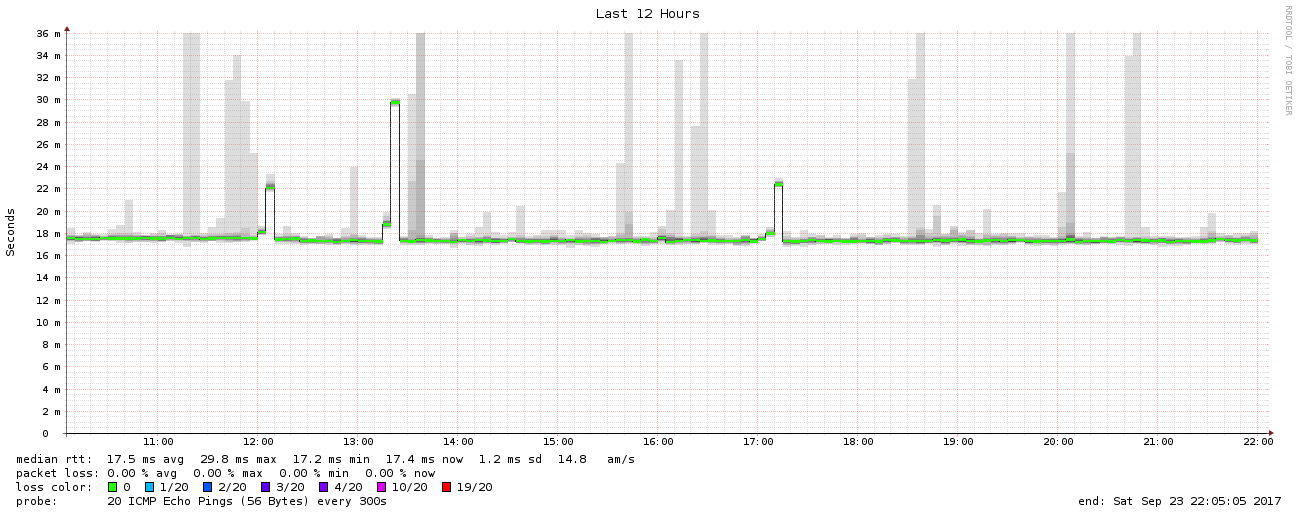 Last 12 Hours
RRDTOOL / TOBI OETIKER
Seconds
36 m
34 m
32 m
30 m
28 m
26 m
24 m
22 m
20 m
18 m
16 m
14 m
12 m
10 m
8 m
6 m
4 m
2 m
0
11:00 12:00 13:00 14:00 15:00 16:00 17:00 18:00 19:00 20:00 21:00 22:00
median rtt: 17.5 ms avg 29.8 ms max 17.2 ms min 17.4 ms now 1.2 ms sd 14.8 am/s
packet loss: 0.00 % avg 0.00 % max 0.00 % min 0.00 % now
loss color: 0 1/20 2/20 3/20 4/20 10/20 19/20
probe: 20 ICMP Echo Pings (56 Bytes) every 300s end: Sat Sep 23 22:05:05 2017